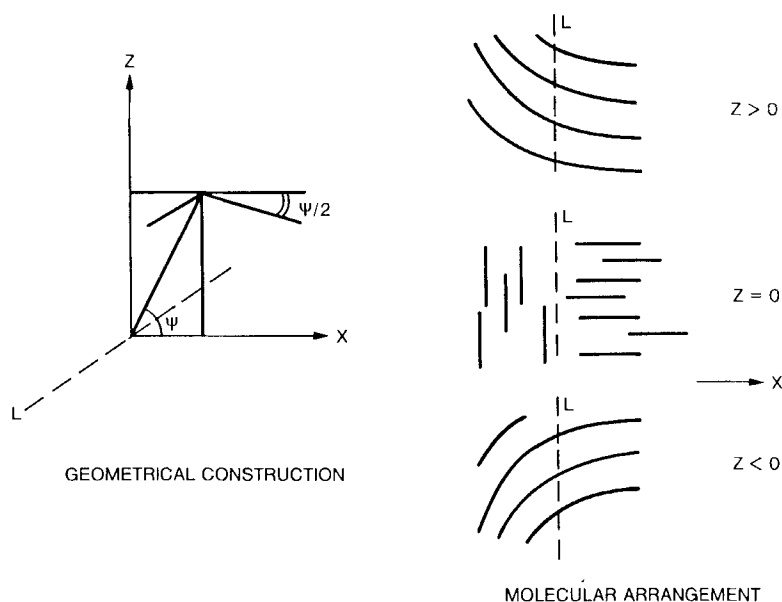 Z
Ψ/2
Ψ
X
L
GEOMETRICAL CONSTRUCTION
L
Z > 0
L
Z = 0
X
L
Z < 0
MOLECULAR ARRANGEMENT